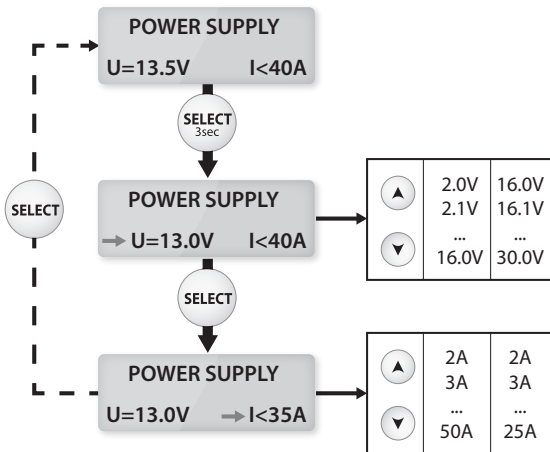 POWER SUPPLY
U=13.5V I<40A
SELECT
3sec
SELECT
POWER SUPPLY
U=13.0V I<40A
2.0V 16.0V
2.1V 16.1V
... ...
16.0V 30.0V
SELECT
POWER SUPPLY
U=13.0V I<35A
2A 2A
3A 3A
... ...
50A 25A